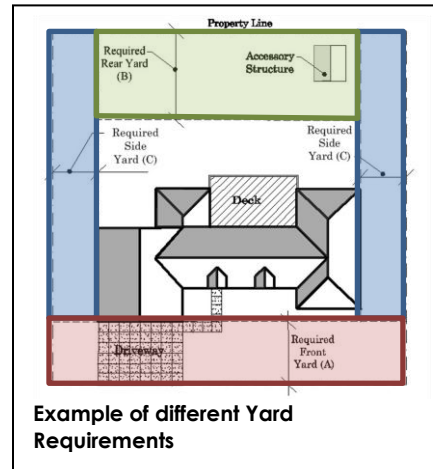 Property Line
Required
Rear Yard
(B)
Accessory
Structure
Required
Side
Yard (C)
Required
Side
Yard (C)
Deck
Driveway
Required
Front
Yard (A)
Example of different Yard
Requirements